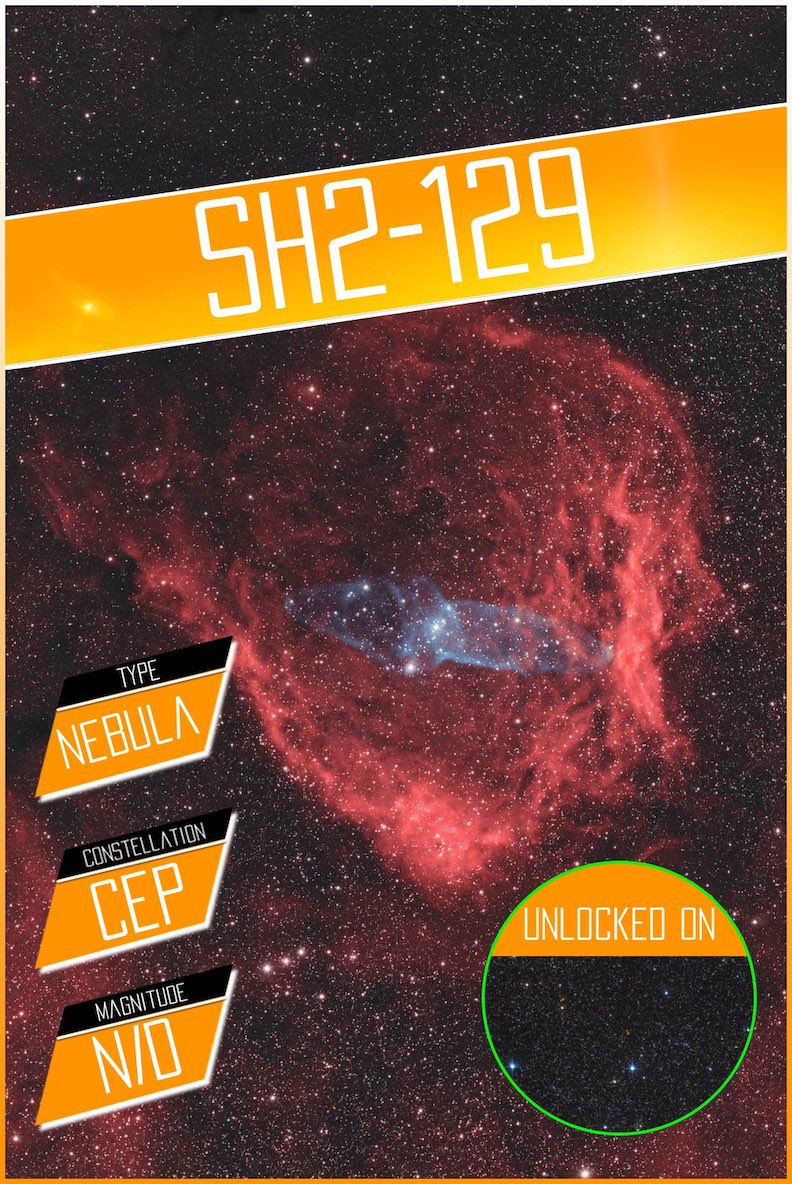 SH2-129
TYPE
NEBULA
CONSTELLATION
CEP
MAGNITUDE
N/D
UNLOCKED ON